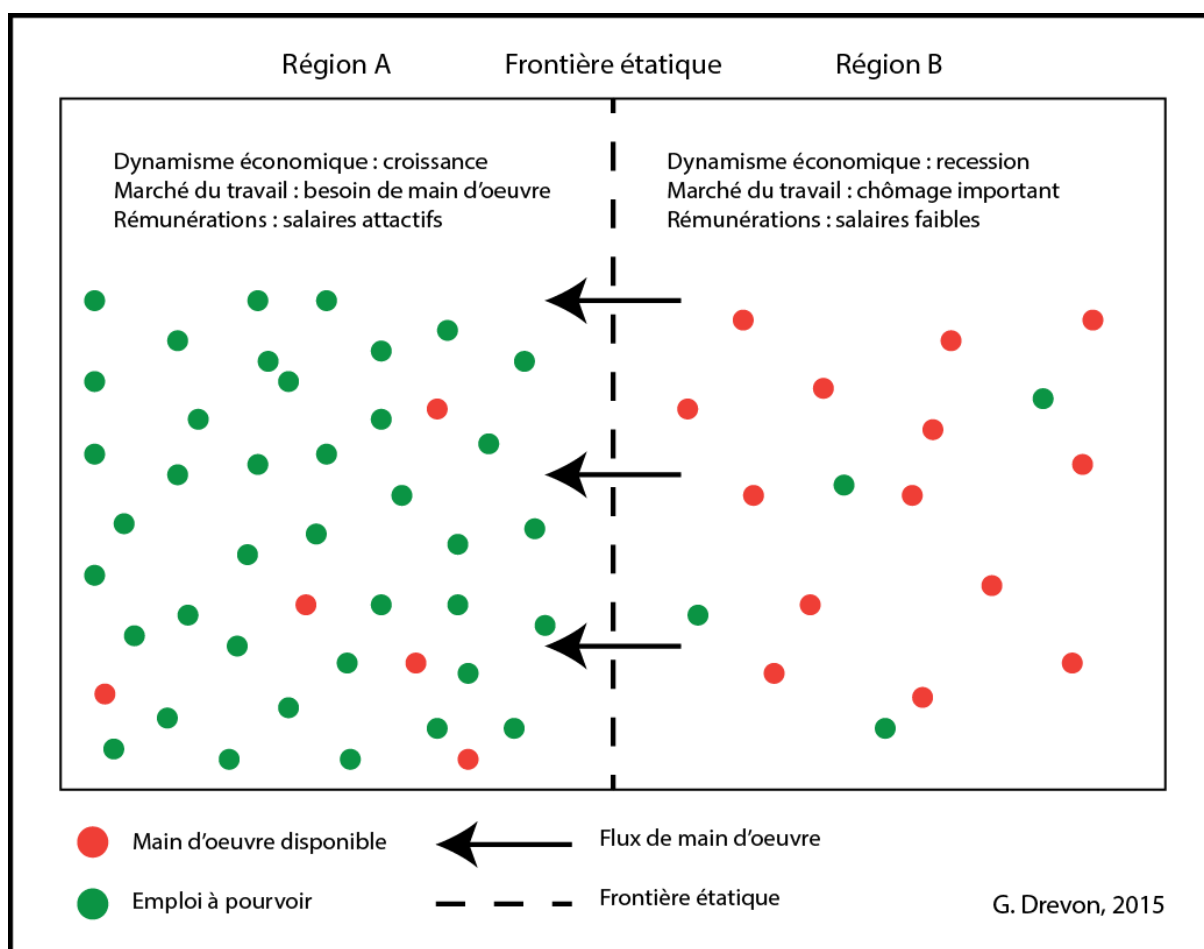 Région A
Frontière étatique
Région B
Dynamisme économique : croissance
Marché du travail : besoin de main d'oeuvre
Rémunérations : salaires attactifs
Dynamisme économique : recession
Marché du travail : chômage important
Rémunérations : salaires faibles
Main d'oeuvre disponible
Flux de main d'oeuvre
Emploi à pourvoir
Frontière étatique
G. Drevon, 2015